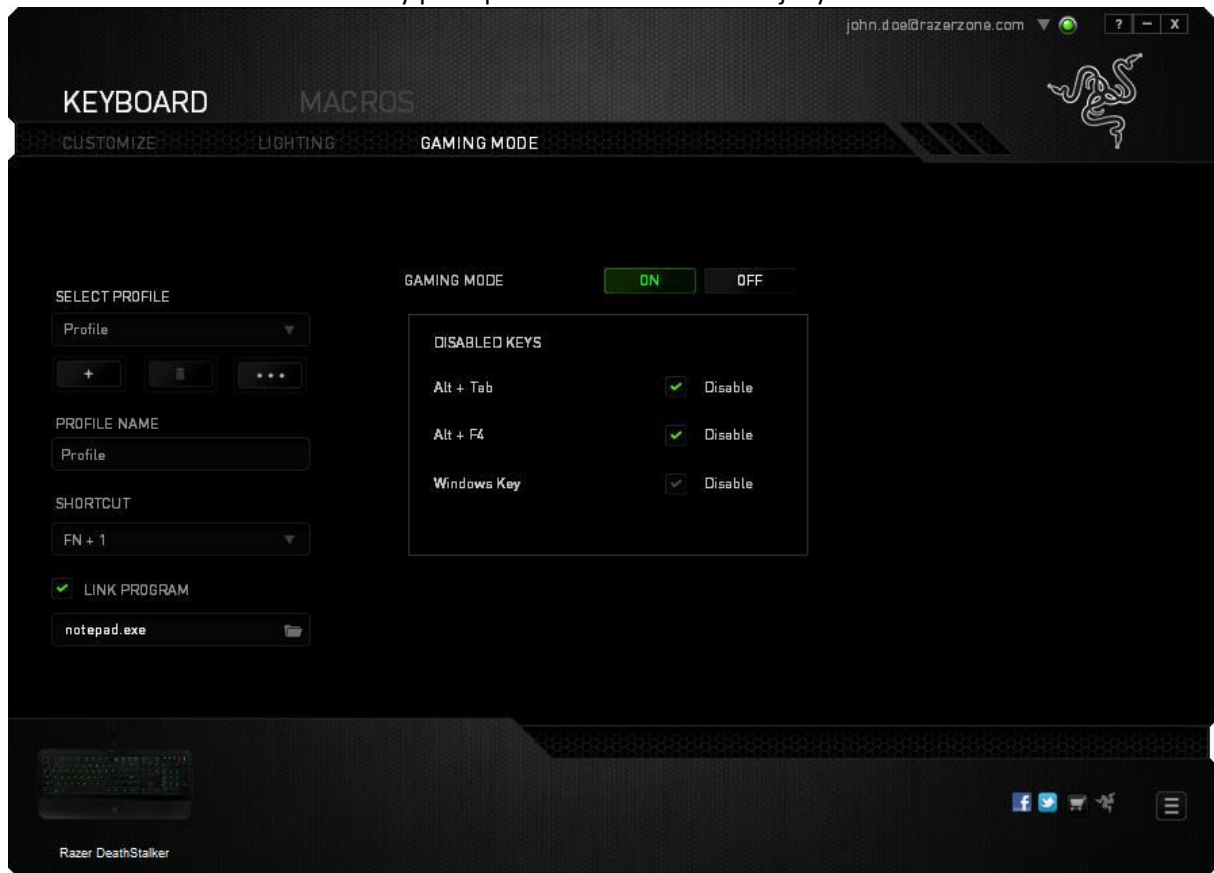 john.doe@razerzone.com
? - X
KEYBOARD MACROS
CUSTOMIZE LIGHTING GAMING MODE
SELECT PROFILE
Profile
+ ...
PROFILE NAME
Profile
SHORTCUT
FN + 1
LINK PROGRAM
notepad.exe
GAMING MODE ON OFF
DISABLED KEYS
Alt + Tab Disable
Alt + F4 Disable
Windows Key Disable
Razer DeathStalker